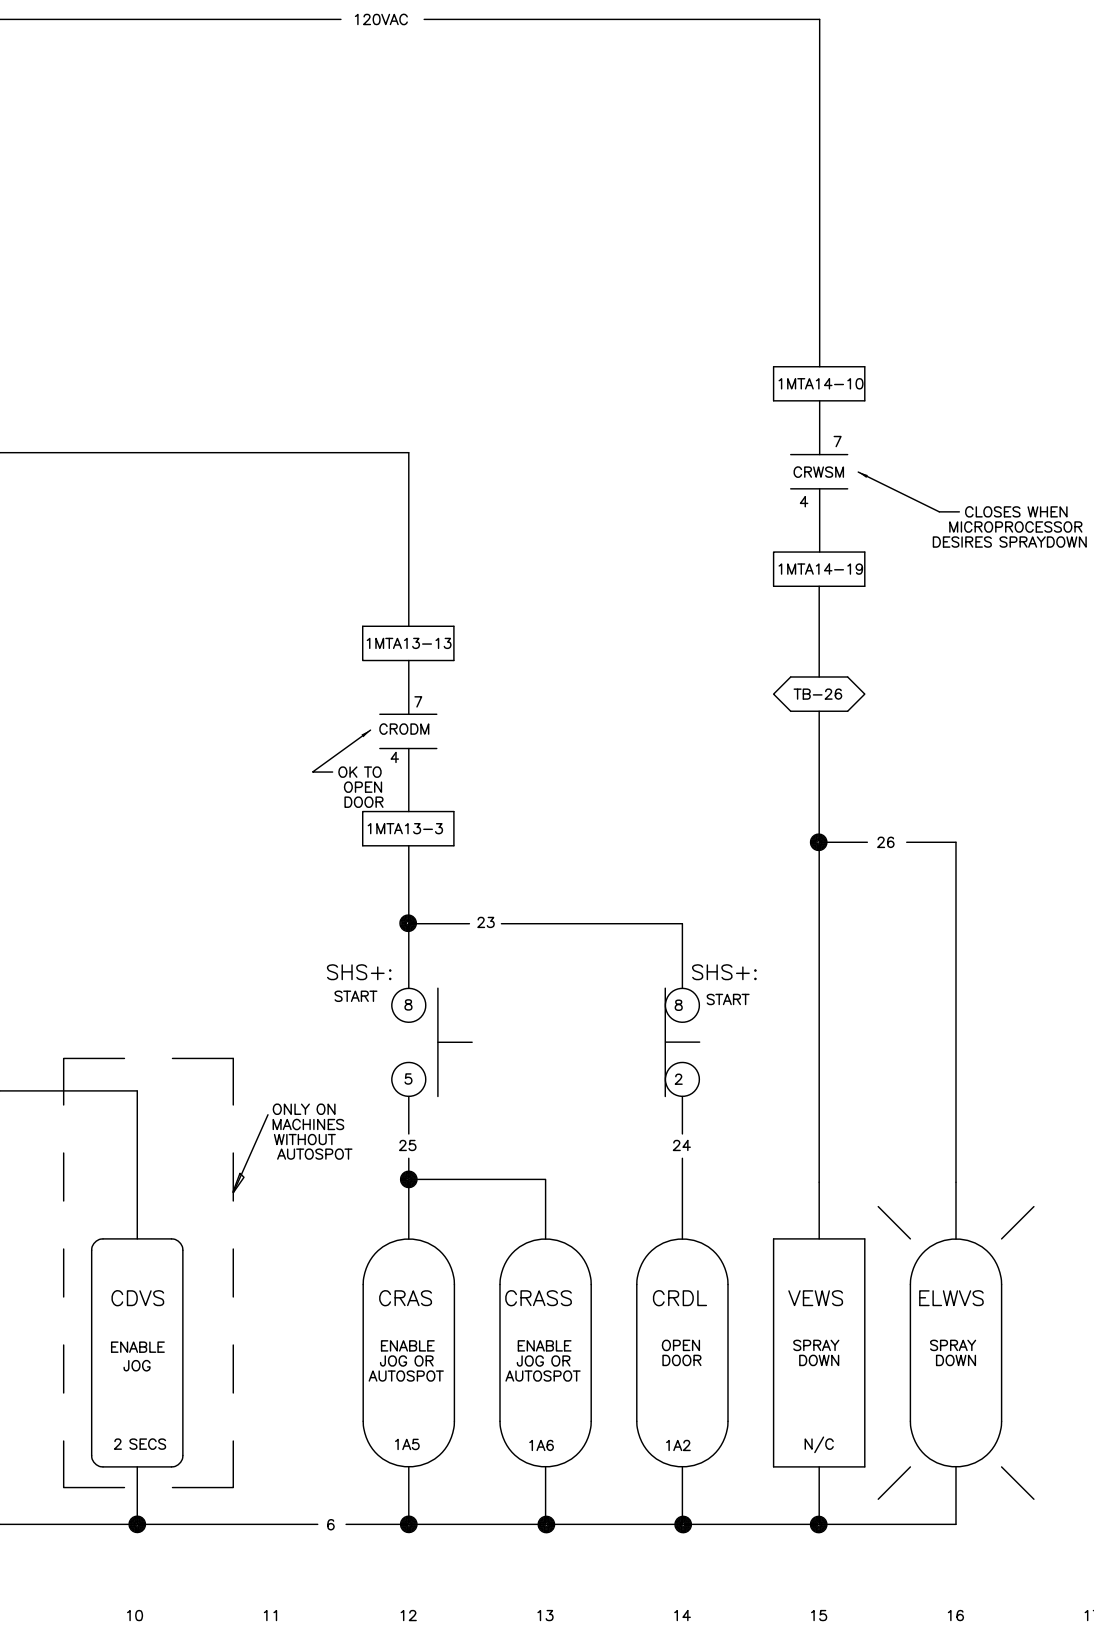 120VAC
1MTA14-10
7
CRWSM
4
CLOSES WHEN
MICROPROCESSOR
DESIRES SPRAYDOWN
1MTA14-19
1MTA13-13
TB-26
7
CRODM
4
OK TO
OPEN
DOOR
1MTA13-3
26
23
SHS+:
START
8
5
SHS+:
START
8
2
ONLY ON
MACHINES
WITHOUT
AUTOSPOT
25
24
CDVS
ENABLE
JOG
2 SECS
CRAS
ENABLE
JOG OR
AUTOSPOT
1A5
CRASS
ENABLE
JOG OR
AUTOSPOT
1A6
CRDL
OPEN
DOOR
1A2
VEWS
SPRAY
DOWN
N/C
ELWVS
SPRAY
DOWN
6
10 11 12 13 14 15 16